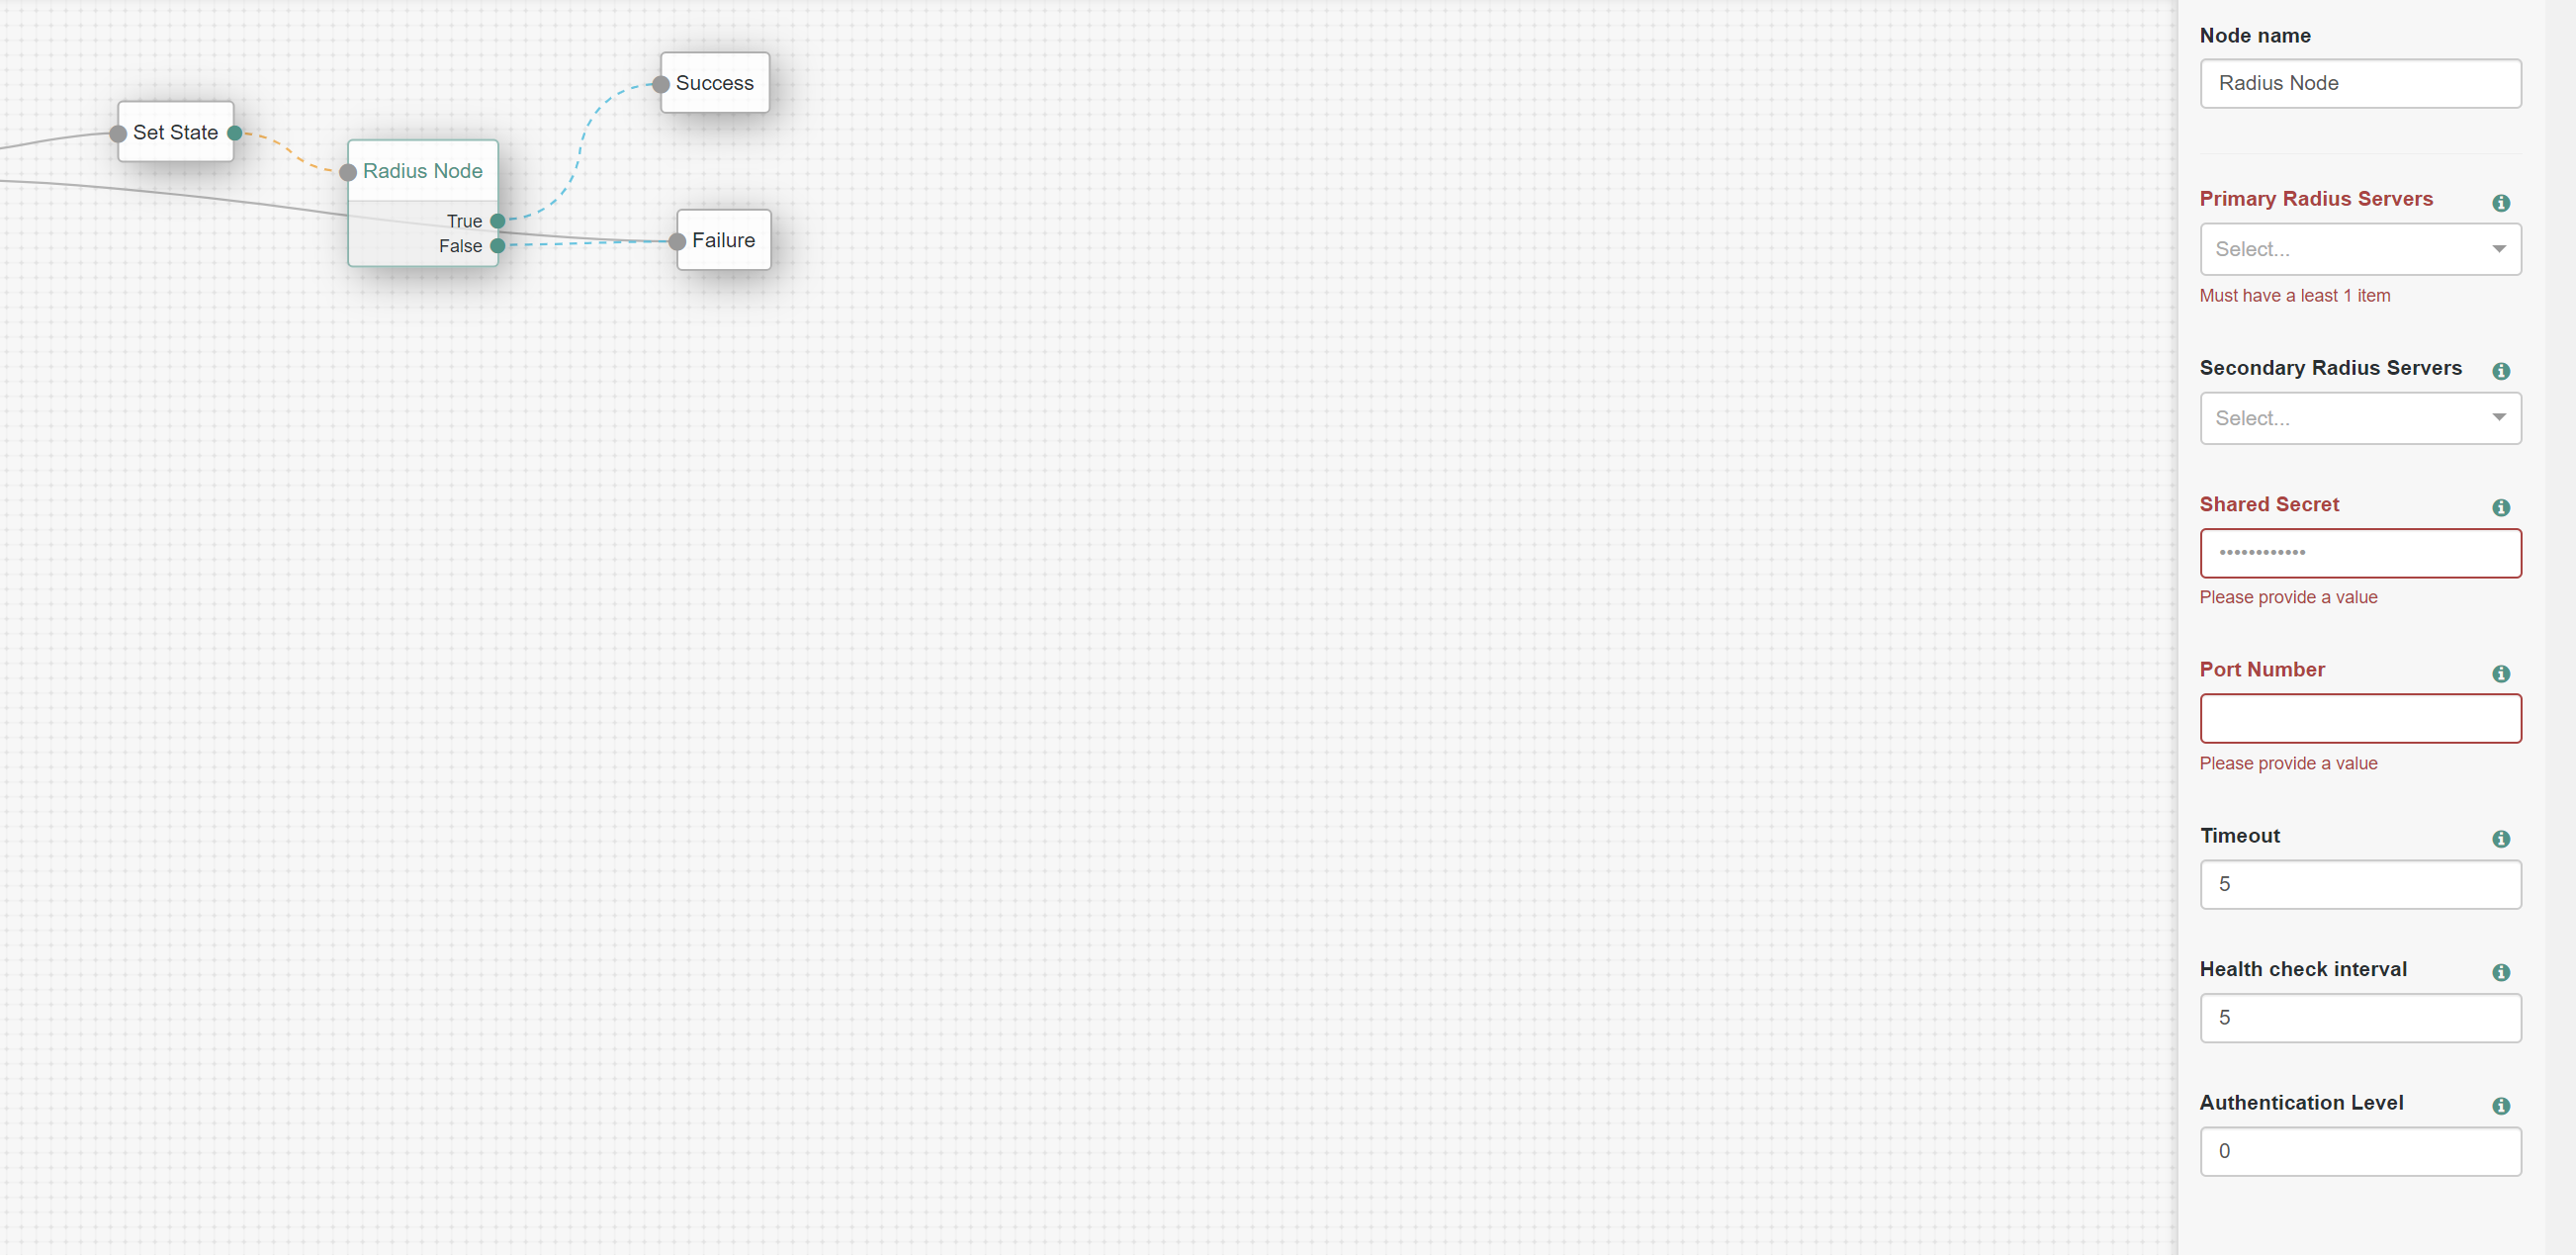 Success
Set State
Radius Node
True
False
Failure
Node name
Radius Node
Primary Radius Servers
Select...
Must have a least 1 item
Secondary Radius Servers
Select...
Shared Secret
••••••••••••
Please provide a value
Port Number
Please provide a value
Timeout
5
Health check interval
5
Authentication Level
0